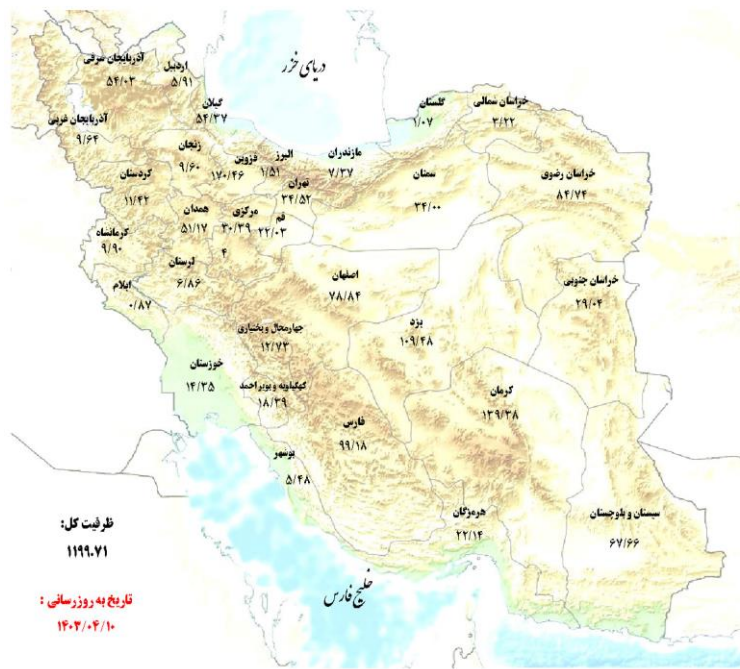 دریای خزر
آذربایجان شرقی
۵۴/۰۳
اردبیل
۵/۹۱
گیلان
۵۴/۳۷
آذربایجان غربی
۹/۶۴
زنجان
۹/۶۰
قزوین
۱۷۰/۴۶
البرز
۱/۵۱
مازندران
۷/۳۷
گلستان
۱/۰۷
خراسان شمالی
۳/۲۲
خراسان رضوی
۸۴/۷۴
سمنان
۳۴/۰۰
تهران
۳۴/۵۲
کردستان
۱۱/۴۲
همدان
۵۱/۱۷
مرکزی
۳۰/۳۹
قم
۲۲/۰۳
کرمانشاه
۹/۹۰
۴
لرستان
۶/۸۶
ایلام
۰/۸۷
اصفهان
۷۸/۸۴
خراسان جنوبی
۲۹/۰۴
یزد
۱۰۹/۴۸
چهارمحال و بختیاری
۱۲/۷۳
خوزستان
۱۴/۳۵
کهگیلویه و بویر احمد
۱۸/۳۹
کرمان
۱۳۹/۳۸
فارس
۹۹/۱۸
بوشهر
۵/۴۸
هرمزگان
۲۲/۱۴
سیستان و بلوچستان
۶۷/۶۶
خلیج فارس
ظرفیت کل:
۱۱۹۹.۷۱
تاریخ به روزرسانی :
۱۴۰۳/۰۴/۱۰